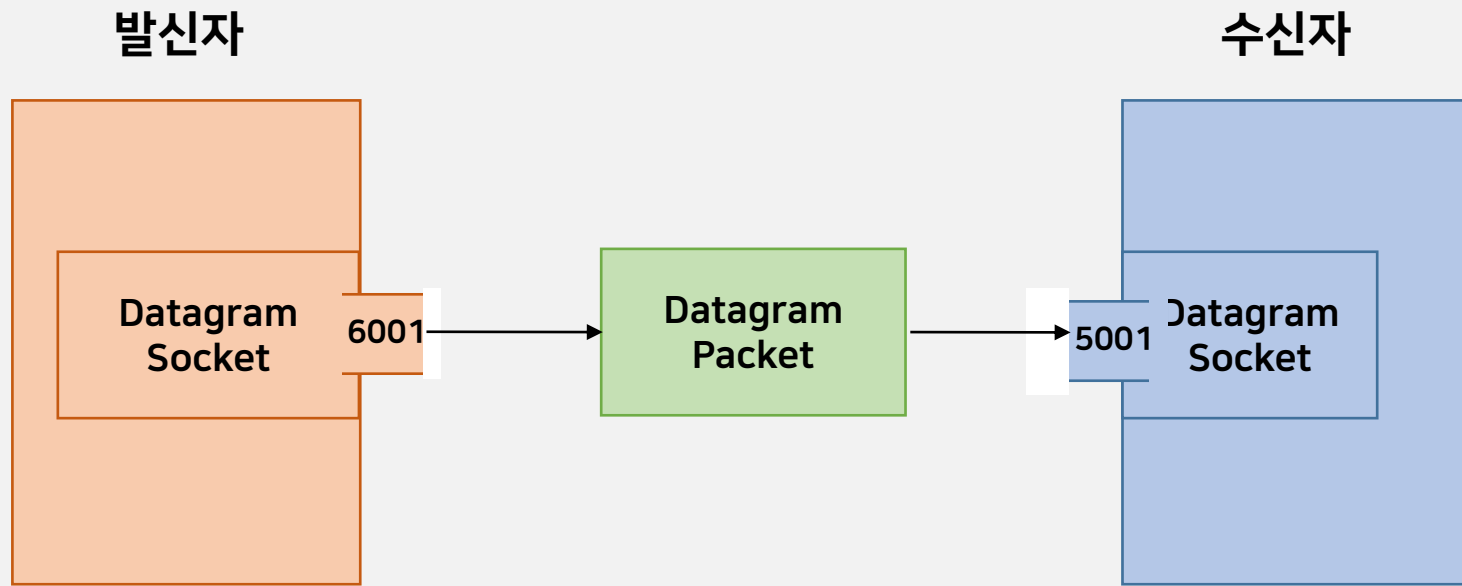 발신자
수신자
Datagram
Socket
6001
Datagram
Packet
5001
Datagram
Socket